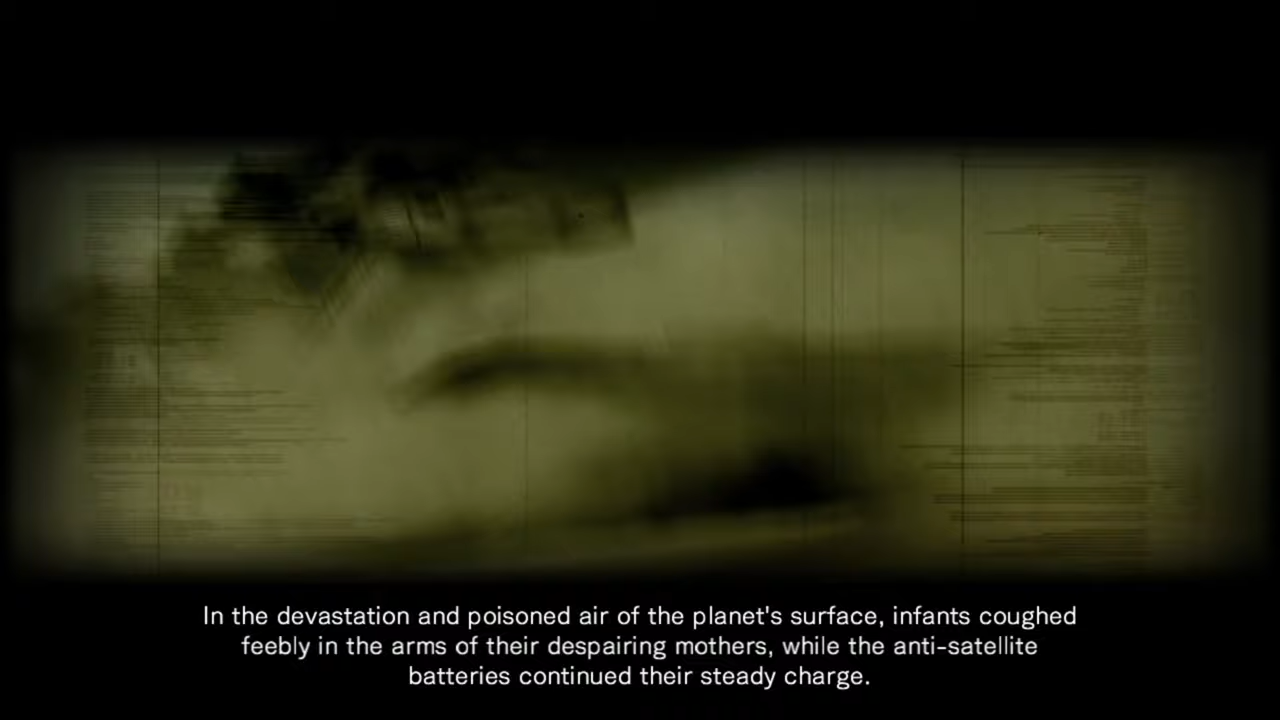 In the devastation and poisoned air of the planet's surface, infants coughed
feebly in the arms of their despairing mothers, while the anti-satellite
batteries continued their steady charge.